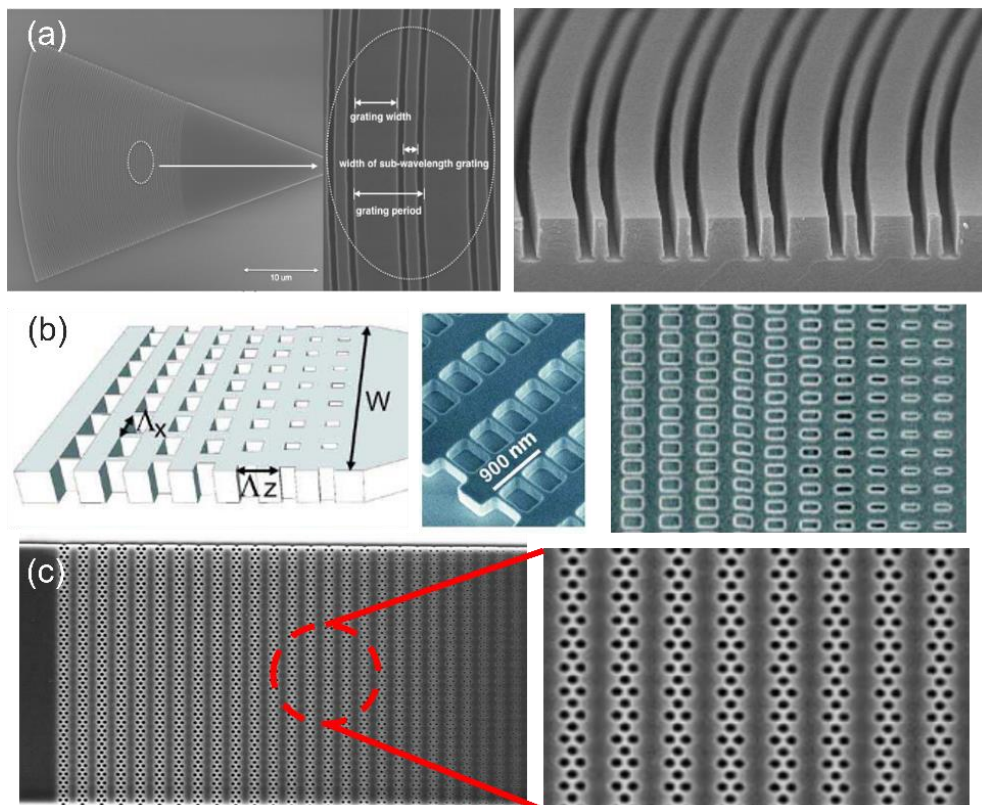 (a)
grating width
width of sub-wavelength grating
grating period
10 um
(b)
Λx
W
Λz
900 nm
(c)